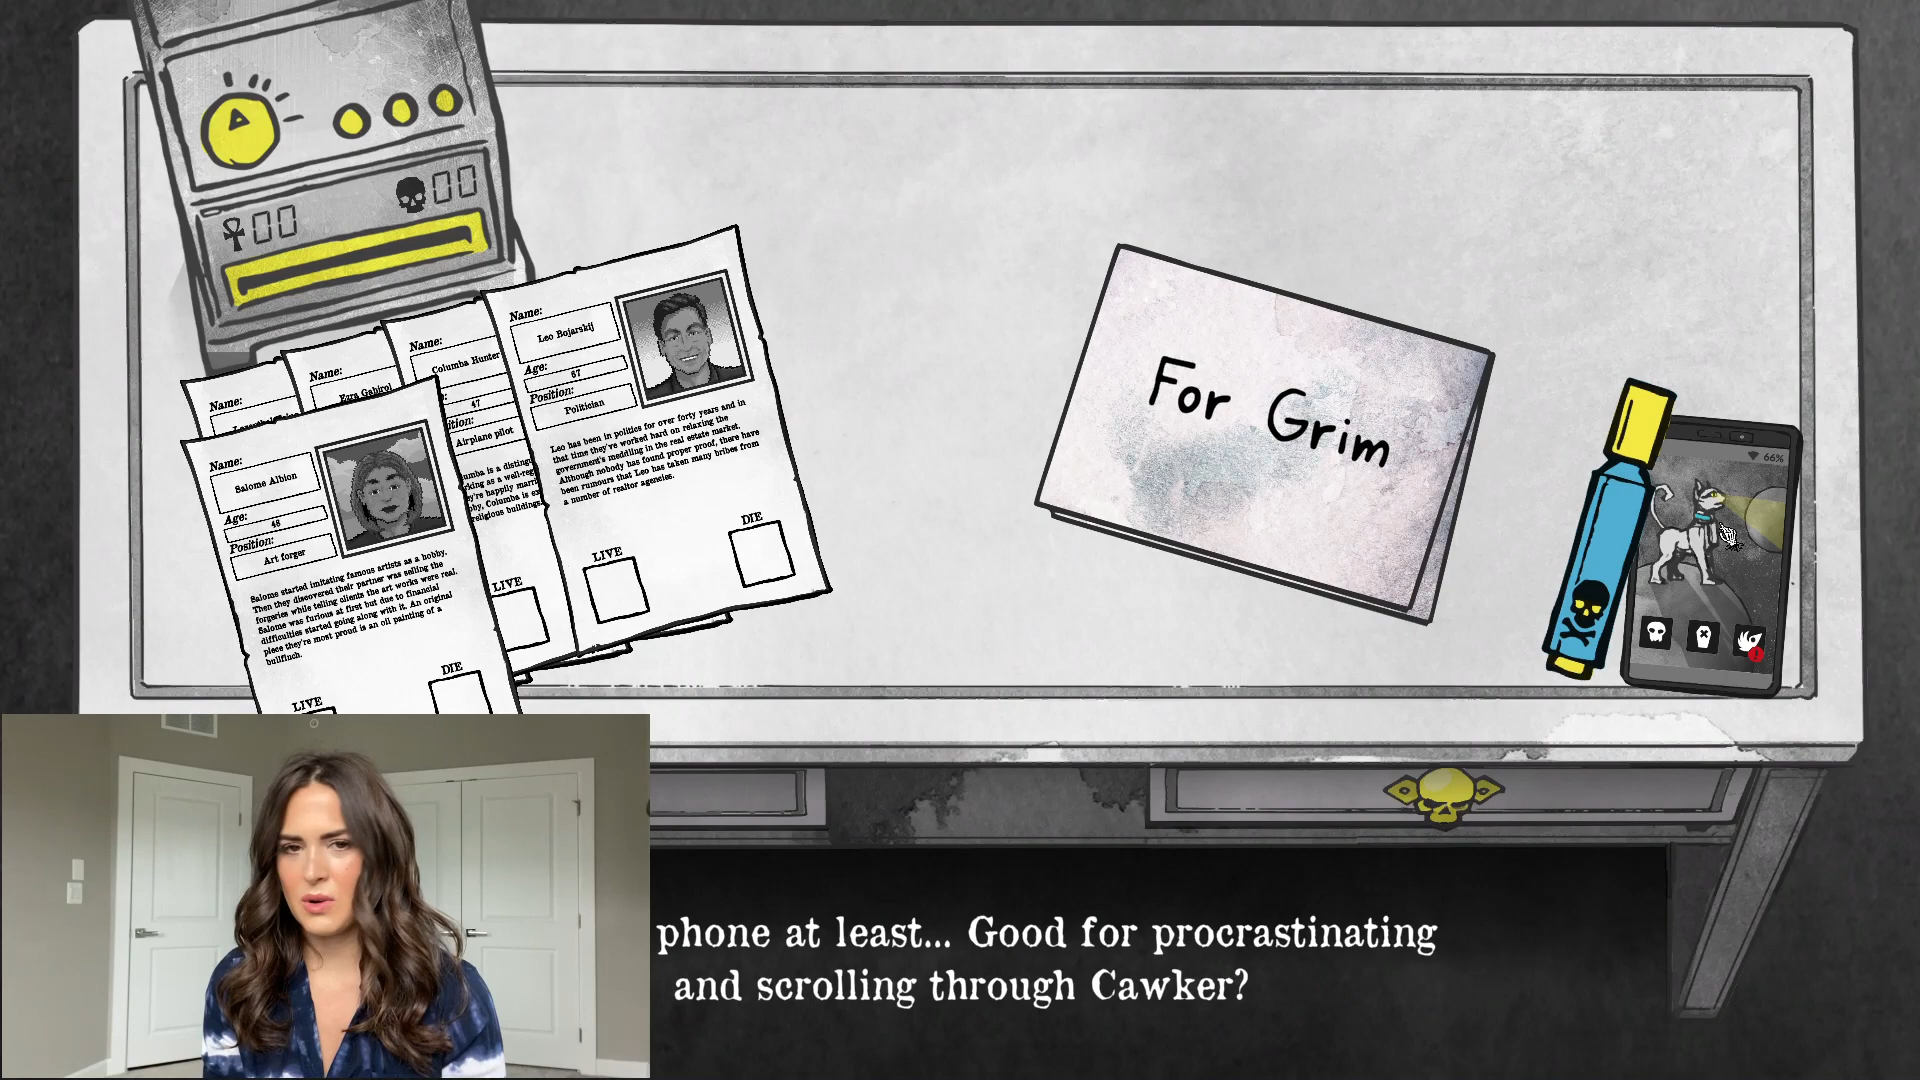 00
00
Name:
Leo Bojarskij
Age:
67
Position:
Politician
Leo has been in politics for over forty years and in
that time they've worked hard on relaxing the
government's meddling in the real estate market.
Although nobody has found proper proof, there have
been rumours that Leo has taken many bribes from
a number of realtor agencies.
LIVE
DIE
Name:
Columba Hunter
47
Airplane pilot
LIVE
Name:
Ezra Gabirol
Name:
Name:
Salome Albion
Age:
48
Position:
Art forger
Salome started imitating famous artists as a hobby.
Then they discovered their partner was selling the
forgeries while telling clients the art works were real.
Salome was furious at first but due to financial
difficulties started going along with it. An original
piece they're most proud is an oil painting of a
bullfinch.
LIVE
DIE
For Grim
66%
phone at least... Good for procrastinating
and scrolling through Cawker?